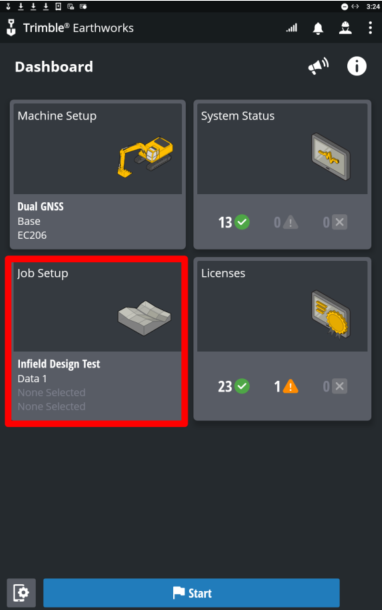 3:24
Trimble® Earthworks
Dashboard
Machine Setup
Dual GNSS
Base
EC206
System Status
13
0
0
Job Setup
Infield Design Test
Data 1
None Selected
None Selected
Licenses
23
1
0
Start